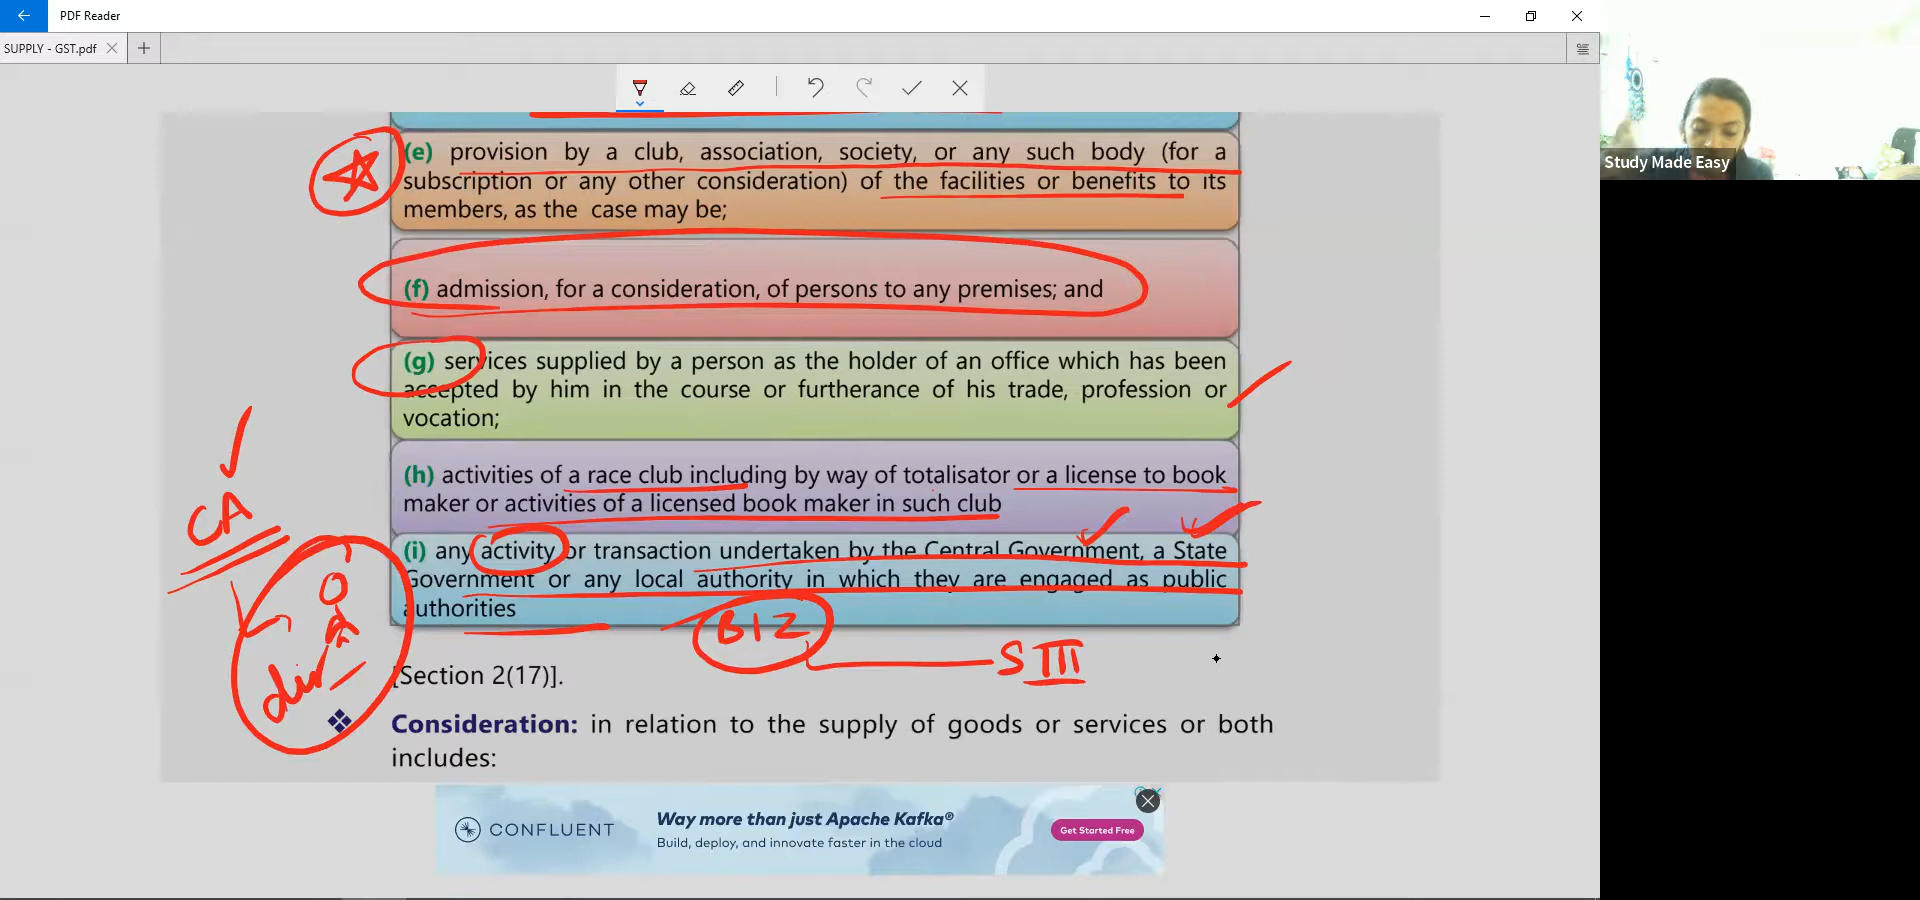 PDF Reader
SUPPLY - GST.pdf
Study Made Easy
(e) provision by a club, association, society, or any such body (for a
subscription or any other consideration) of the facilities or benefits to its
members, as the case may be;
(f) admission, for a consideration, of persons to any premises; and
(g) services supplied by a person as the holder of an office which has been
accepted by him in the course or furtherance of his trade, profession or
vocation;
CA
(h) activities of a race club including by way of totalisator or a license to book
maker or activities of a licensed book maker in such club
(i) any activity or transaction undertaken by the Central Government, a State
Government or any local authority in which they are engaged as public
authorities
BIZ
SIII
dir
[Section 2(17)].
Consideration: in relation to the supply of goods or services or both
includes:
CONFLUENT
Way more than just Apache Kafka®
Build, deploy, and innovate faster in the cloud
Get Started Free